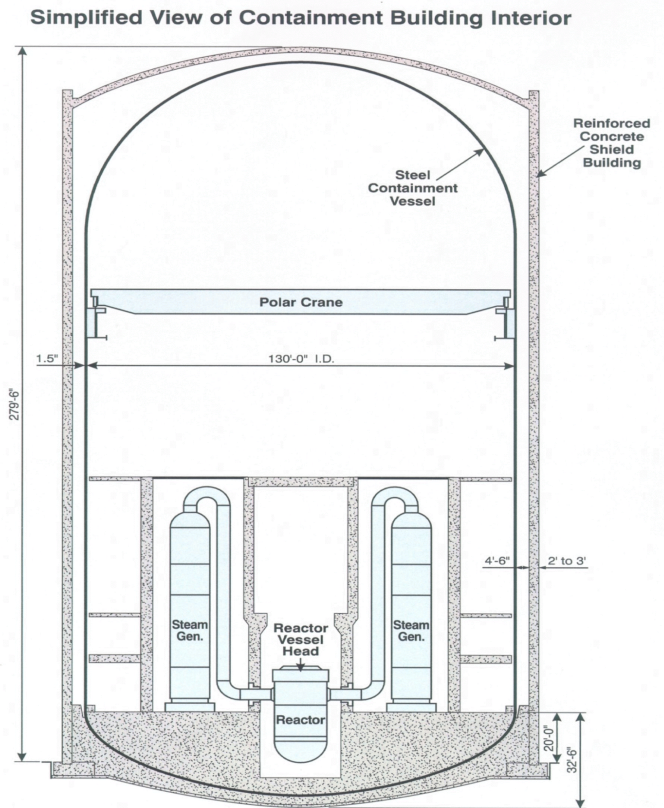 Simplified View of Containment Building Interior
Reinforced
Concrete
Shield
Building
Steel
Containment
Vessel
Polar Crane
1.5"
130'-0" I.D.
279'-6"
4'-6"
2' to 3'
Steam
Gen.
Reactor
Vessel
Head
Steam
Gen.
Reactor
20'-0"
32'-6"